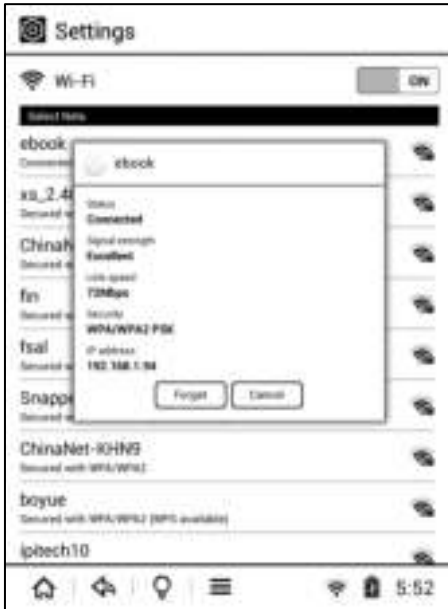 Settings
Wi-Fi
ON
ebook
xs_2.4
ChinaN
fin
fsal
Snapp
ebook
Status
Connected
Signal strength
Excellent
Link speed
72Mbps
Security
WPA/WPA2 PSK
IP address
192.168.1.94
Forget
Cancel
ChinaNet-KHN9
Secured with WPA/WPA2
boyue
Secured with WPA/WPA2 (WPS available)
ipitech10
5:52